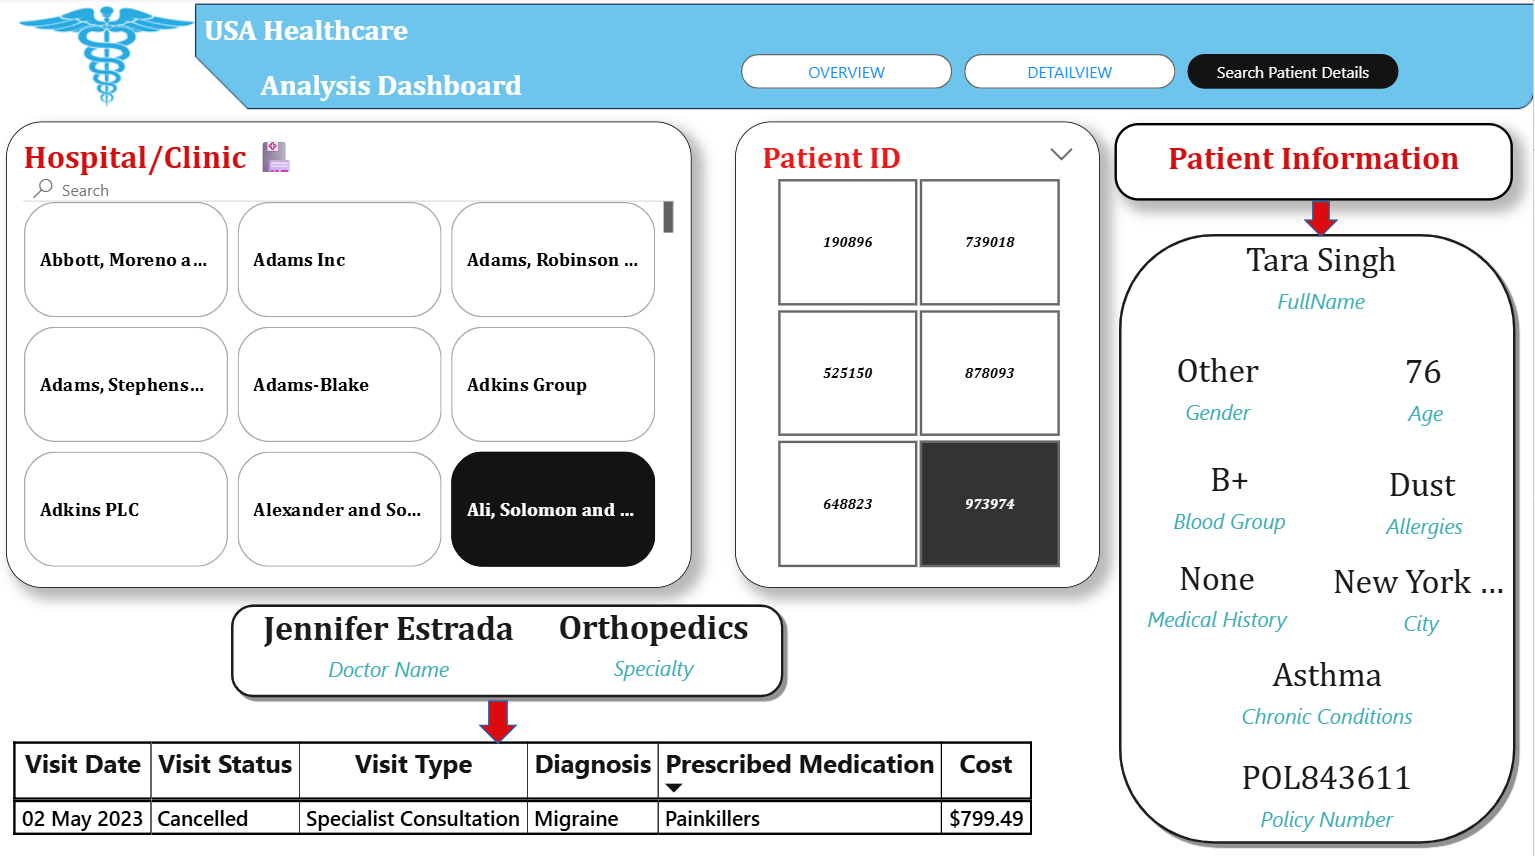 USA Healthcare
Analysis Dashboard
OVERVIEW
DETAILVIEW
Search Patient Details
Hospital/Clinic
Search
Abbott, Moreno a...
Adams Inc
Adams, Robinson ...
Adams, Stephens...
Adams-Blake
Adkins Group
Adkins PLC
Alexander and So...
Ali, Solomon and ...
Patient ID
190896
739018
525150
878093
648823
973974
Patient Information
Tara Singh
FullName
Other
Gender
76
Age
B+
Blood Group
Dust
Allergies
None
Medical History
New York ...
City
Asthma
Chronic Conditions
POL843611
Policy Number
Jennifer Estrada
Doctor Name
Orthopedics
Specialty
Visit Date Visit Status Visit Type Diagnosis Prescribed Medication Cost
02 May 2023 Cancelled Specialist Consultation Migraine Painkillers $799.49